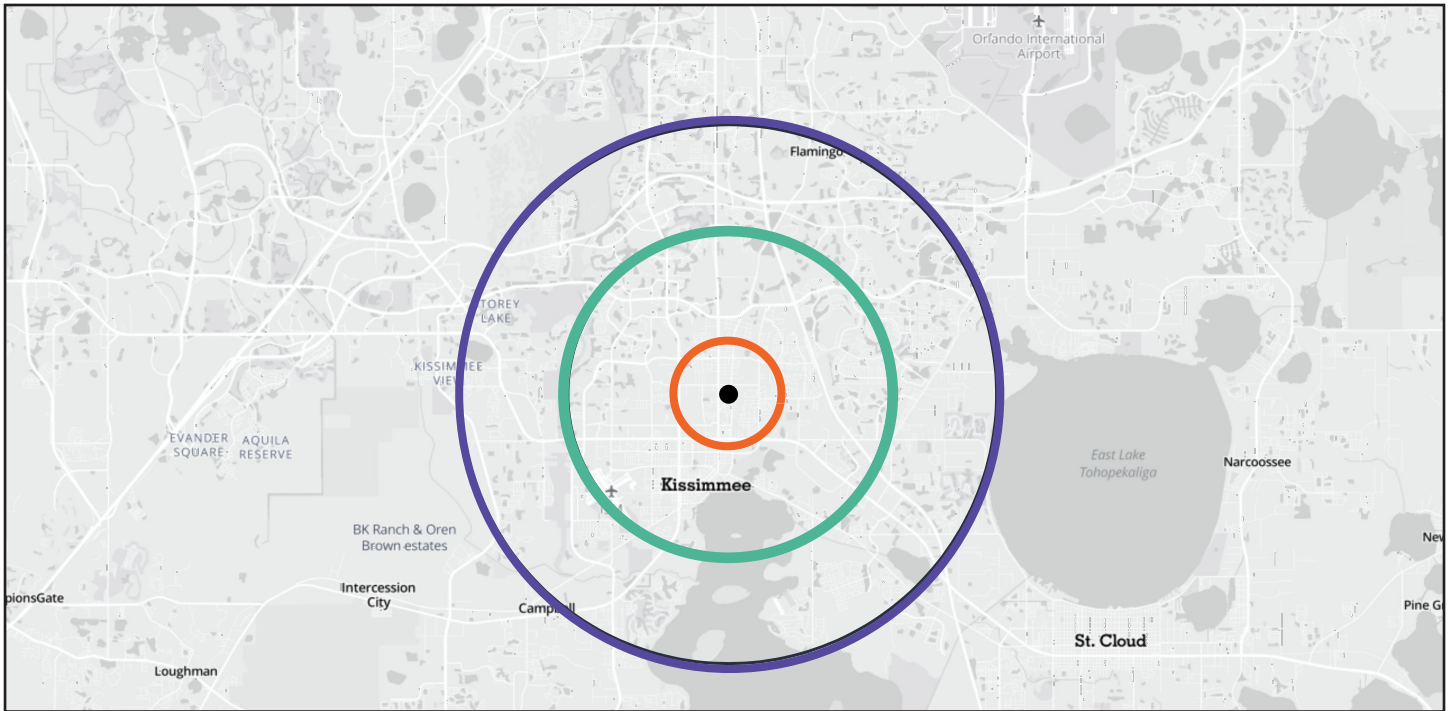 Orlando International
Airport
Flamingo
TOREY
LAKE
KISSIMMEE
VIEW
EVANDER
SQUARE
AQUILA
RESERVE
East Lake
Tohopekaliga
Narcoossee
Kissimmee
BK Ranch & Oren
Brown estates
Intercession
City
pionsGate
Campbell
New
Pine G
St. Cloud
Loughman